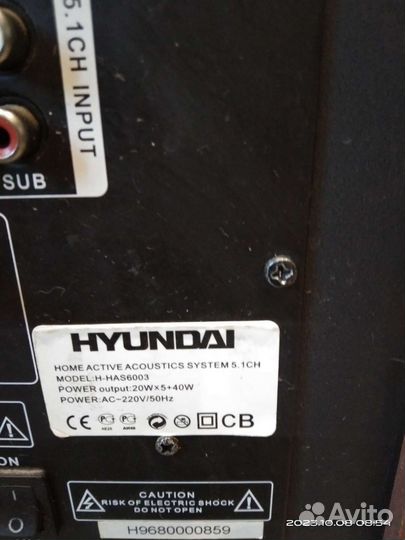 5.1CH INPUT
SUB
HYUNDAI
HOME ACTIVE ACOUSTICS SYSTEM 5.1CH
MODEL:H-HAS6003
POWER output:20W×5+40W
POWER:AC~220V/50Hz
CE CB
ON
CAUTION
RISK OF ELECTRIC SHOCK
DO NOT OPEN
H9680000859
2023.10.08 08:54
Avito